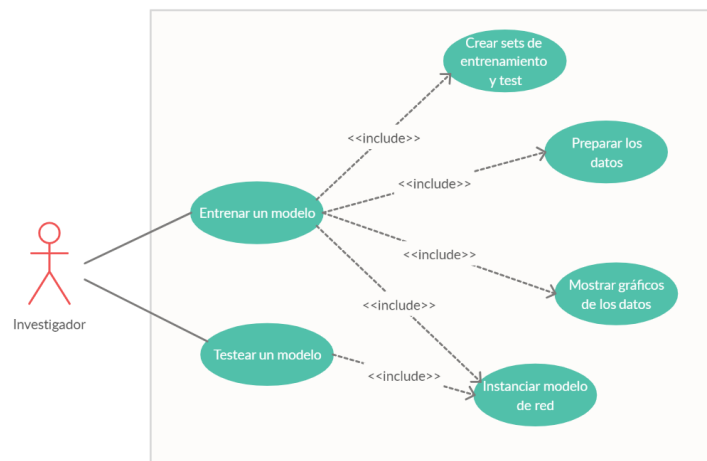 Crear sets de
entrenamiento
y test
<<include>>
Preparar los
datos
<<include>>
Entrenar un modelo
<<include>>
Mostrar gráficos
de los datos
<<include>>
Investigador
Testear un modelo
<<include>>
Instanciar modelo
de red